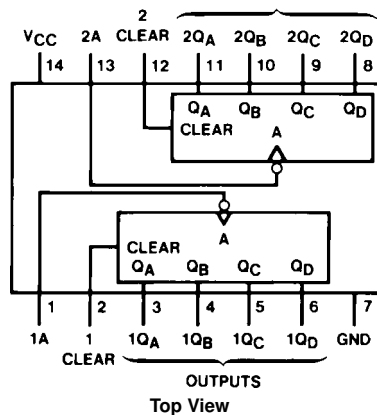 2
VCC 2A CLEAR 2QA 2QB 2QC 2QD
14 13 12 11 10 9 8
QA QB QC QD
CLEAR
A
A
CLEAR
QA QB QC QD
1 2 3 4 5 6 7
1A 1 1QA 1QB 1QC 1QD GND
CLEAR
OUTPUTS
Top View